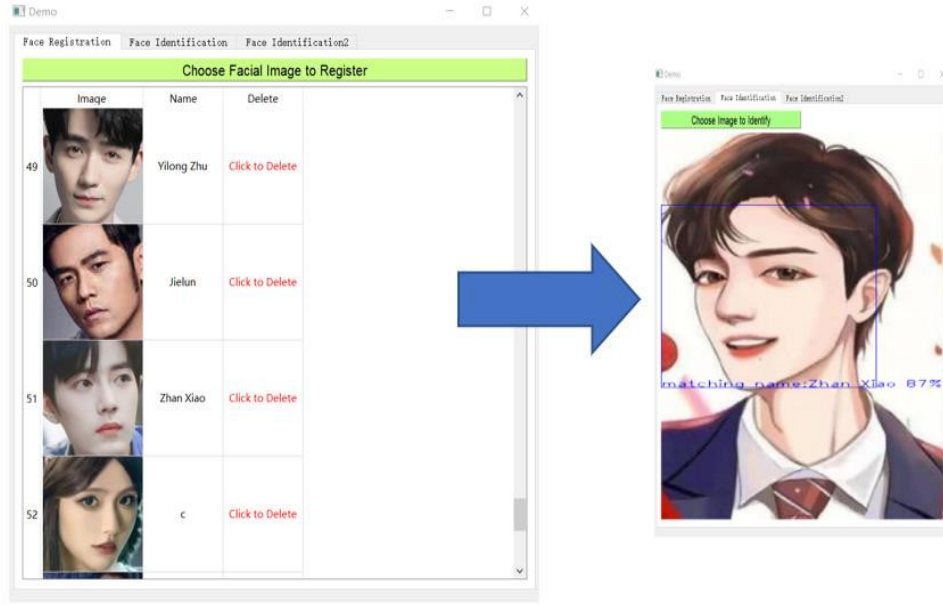 Demo
Face Registration Face Identification Face Identification2
Choose Facial Image to Register
Image Name Delete
49 Yilong Zhu Click to Delete
50 Jielun Click to Delete
51 Zhan Xiao Click to Delete
52 c Click to Delete
Demo
Face Registration Face Identification Face Identification2
Choose Image to Identify
matching name:Zhan Xiao 87%